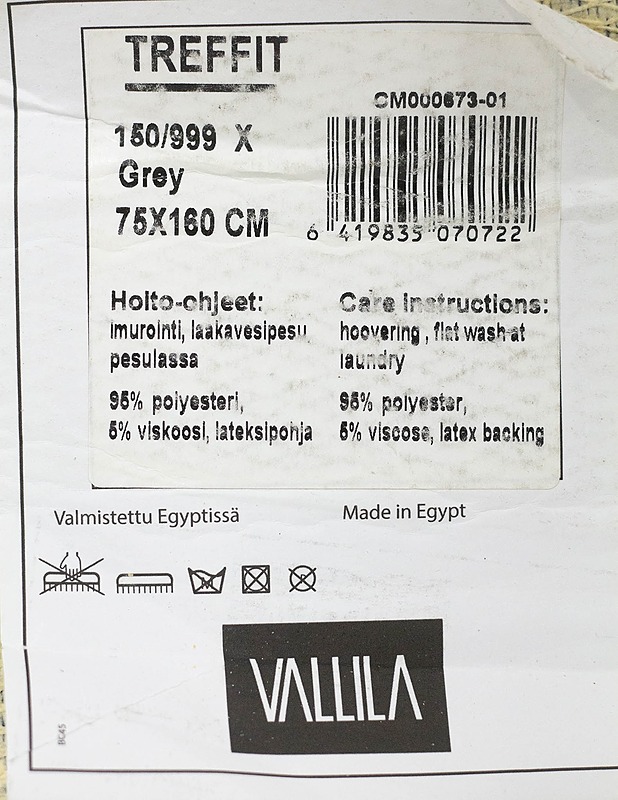 TREFFIT
CM000673-01
150/999 X
Grey
75X160 CM
6 419835 070722
Hoito-ohjeet:
imurointi, laakavesipesu
pesulassa
95% polyesteri,
5% viskoosi, lateksipohja
Care Instructions:
hoovering , flat wash at
laundry
95% polyester,
5% viscose, latex backing
Valmistettu Egyptissä
Made in Egypt
VALLILA
BC45